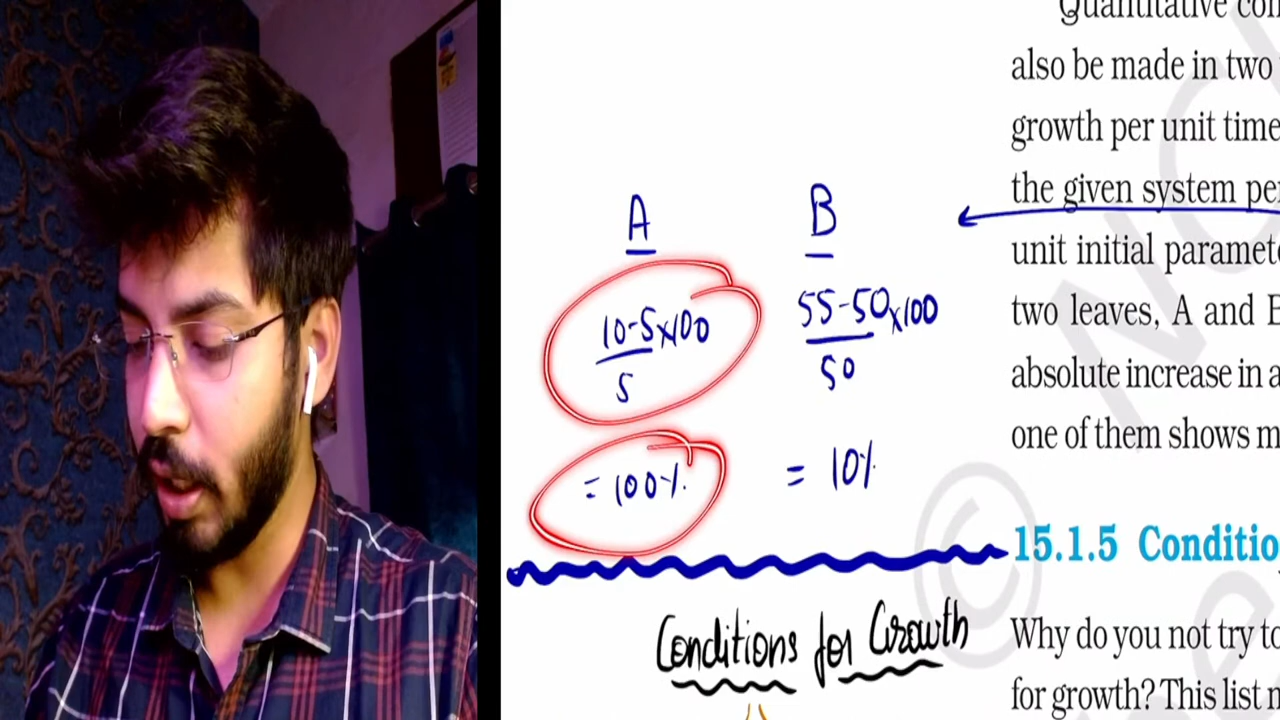 A B
10-5x100
5
= 100%.
55-50x100
50
= 10%
Conditions for Growth
Quantitative
also be made in two
growth per unit time
the given system per
unit initial paramete
two leaves, A and B
absolute increase in a
one of them shows m
15.1.5 Conditio
Why do you not try to
for growth? This list
©